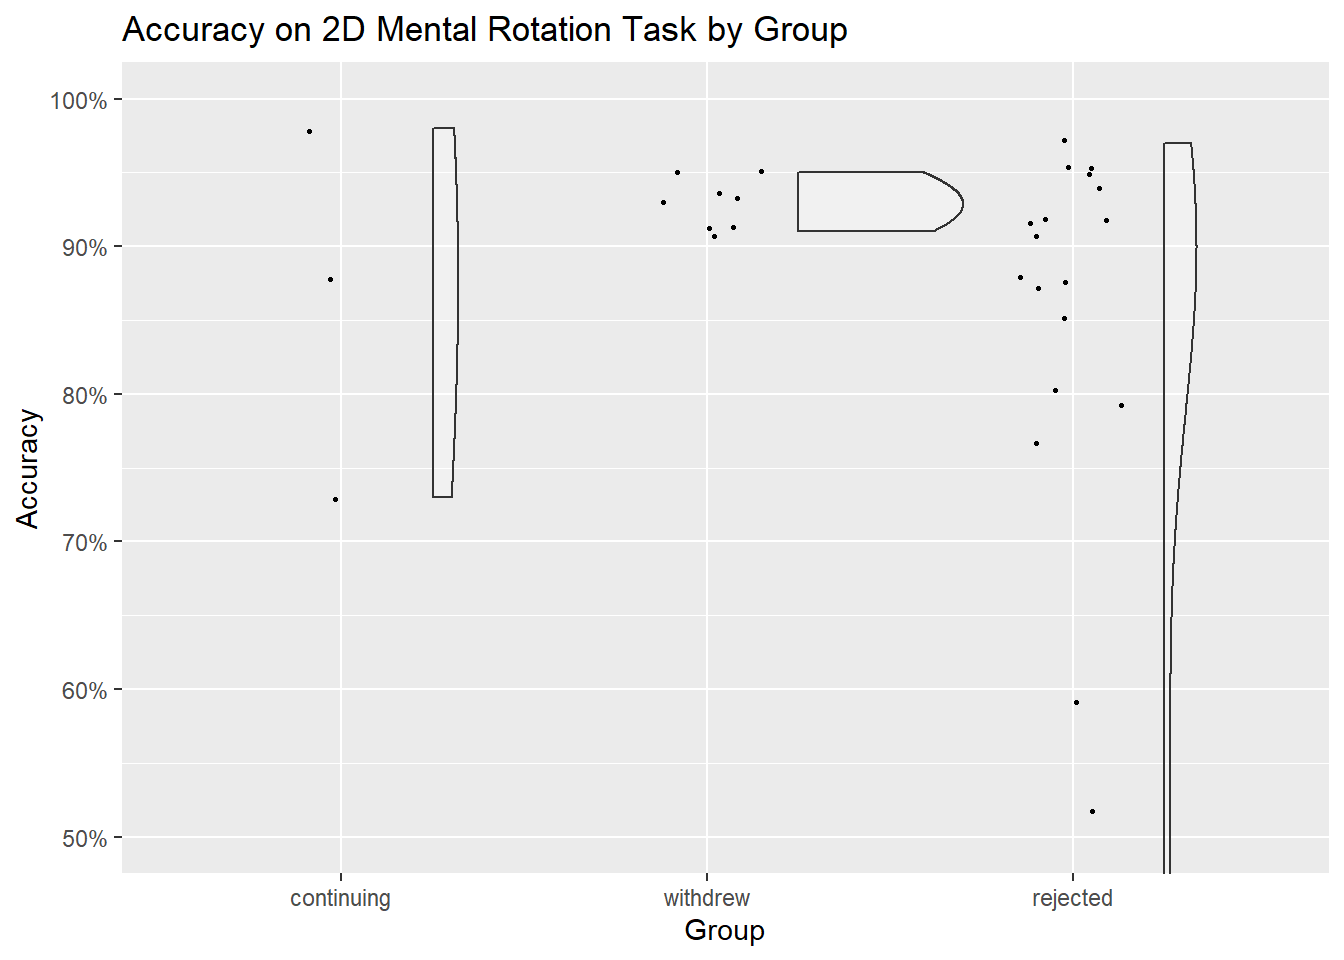 Accuracy on 2D Mental Rotation Task by Group
100%
90%
80%
70%
60%
50%
Accuracy
continuing
withdrew
rejected
Group